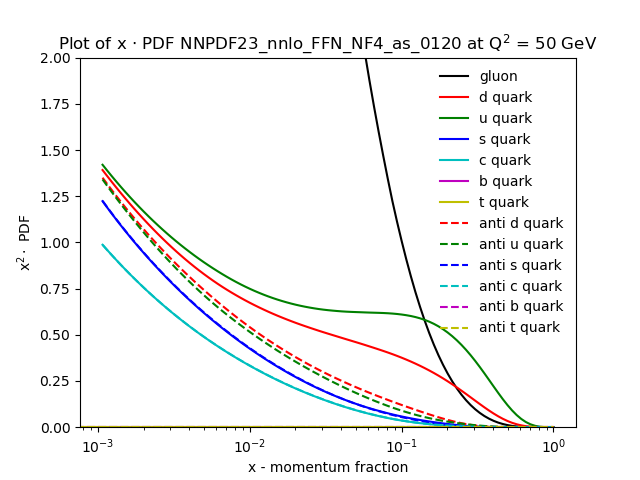 Plot of x · PDF NNPDF23_nnlo_FFN_NF4_as_0120 at Q² = 50 GeV
2.00
1.75
1.50
1.25
1.00
0.75
0.50
0.25
0.00
x² · PDF
gluon
d quark
u quark
s quark
c quark
b quark
t quark
anti d quark
anti u quark
anti s quark
anti c quark
anti b quark
anti t quark
10⁻³ 10⁻² 10⁻¹ 10⁰
x - momentum fraction